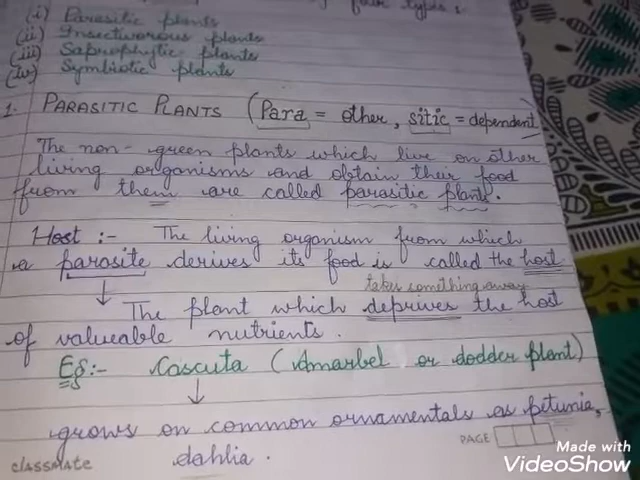 four types :
(i) Parasitic plants
(ii) Insectivorous plants
(iii) Saprophytic plants
(iv) Symbiotic plants
1. PARASITIC PLANTS (Para = other, sitic = dependent)
The non-green plants which live on other
living organisms and obtain their food
from them are called parasitic plants.
Host :- The living organism from which
a parasite derives its food is called the host
takes something away
↓ The plant which deprives the host
of valueable nutrients.
Eg:- Cascuta (Amarbel or dodder plant)
↓
grows on common ornamentals as petunia,
dahlia.
PAGE
classmate
Made with
VideoShow